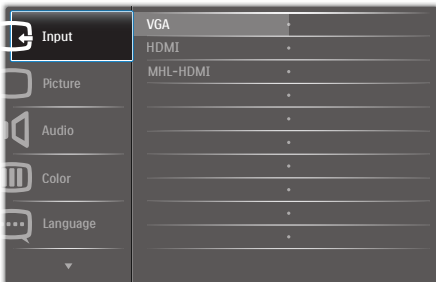 Input
Picture
Audio
Color
Language
VGA
HDMI
MHL-HDMI